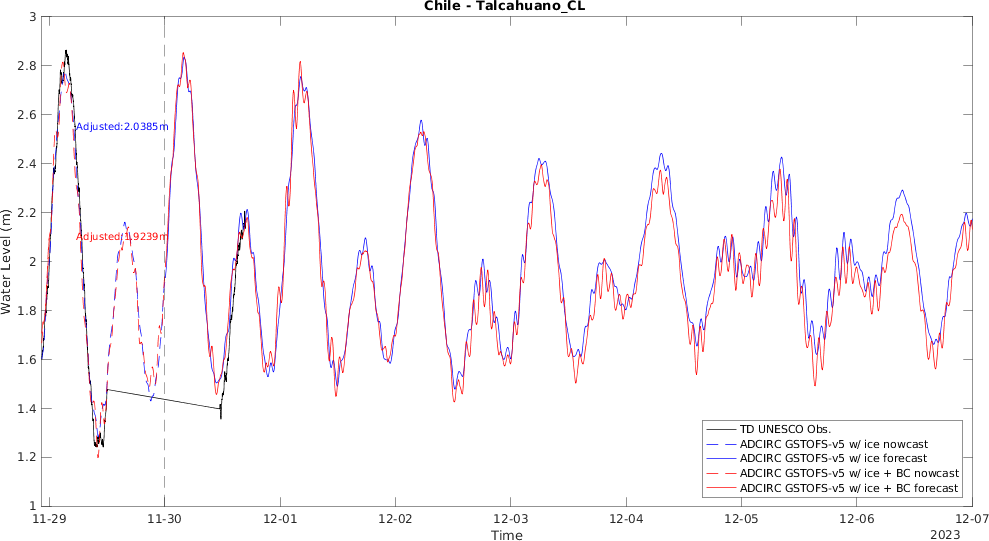 Chile - Talcahuano_CL
3
2.8
2.6
2.4
2.2
2
1.8
1.6
1.4
1.2
1
Water Level (m)
Adjusted:2.0385m
Adjusted:1.9239m
TD UNESCO Obs.
ADCIRC GSTOFS-v5 w/ ice nowcast
ADCIRC GSTOFS-v5 w/ ice forecast
ADCIRC GSTOFS-v5 w/ ice + BC nowcast
ADCIRC GSTOFS-v5 w/ ice + BC forecast
11-29 11-30 12-01 12-02 12-03 12-04 12-05 12-06 12-07
Time
2023